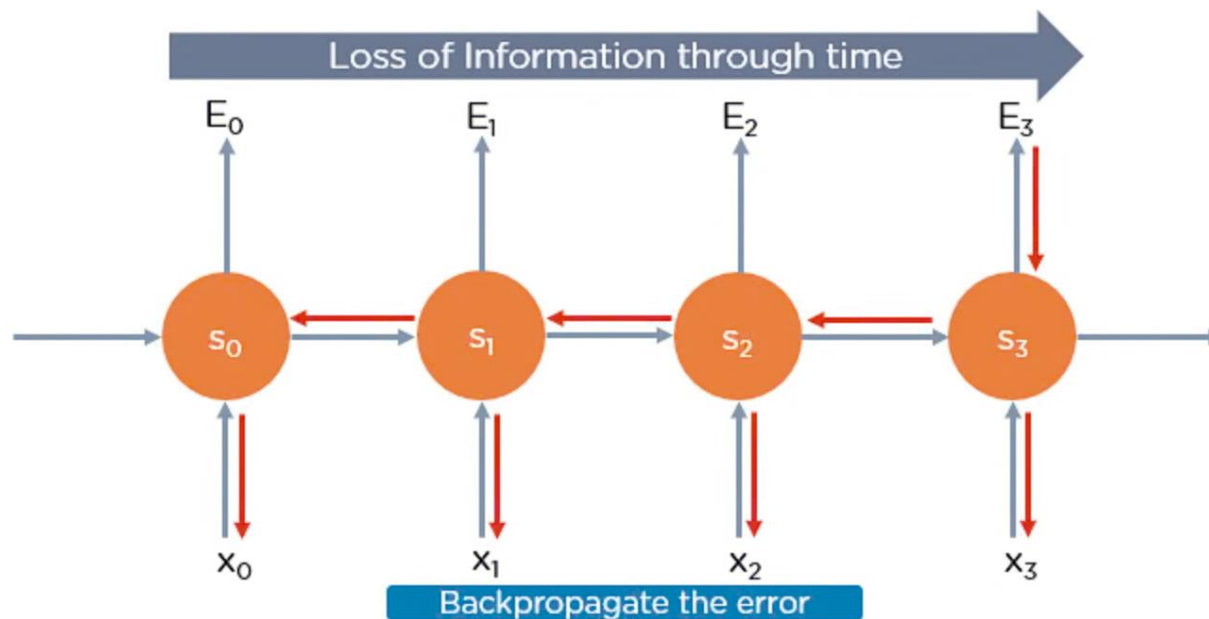 Loss of Information through time
E₀ E₁ E₂ E₃
s₀ s₁ s₂ s₃
x₀ x₁ x₂ x₃
Backpropagate the error